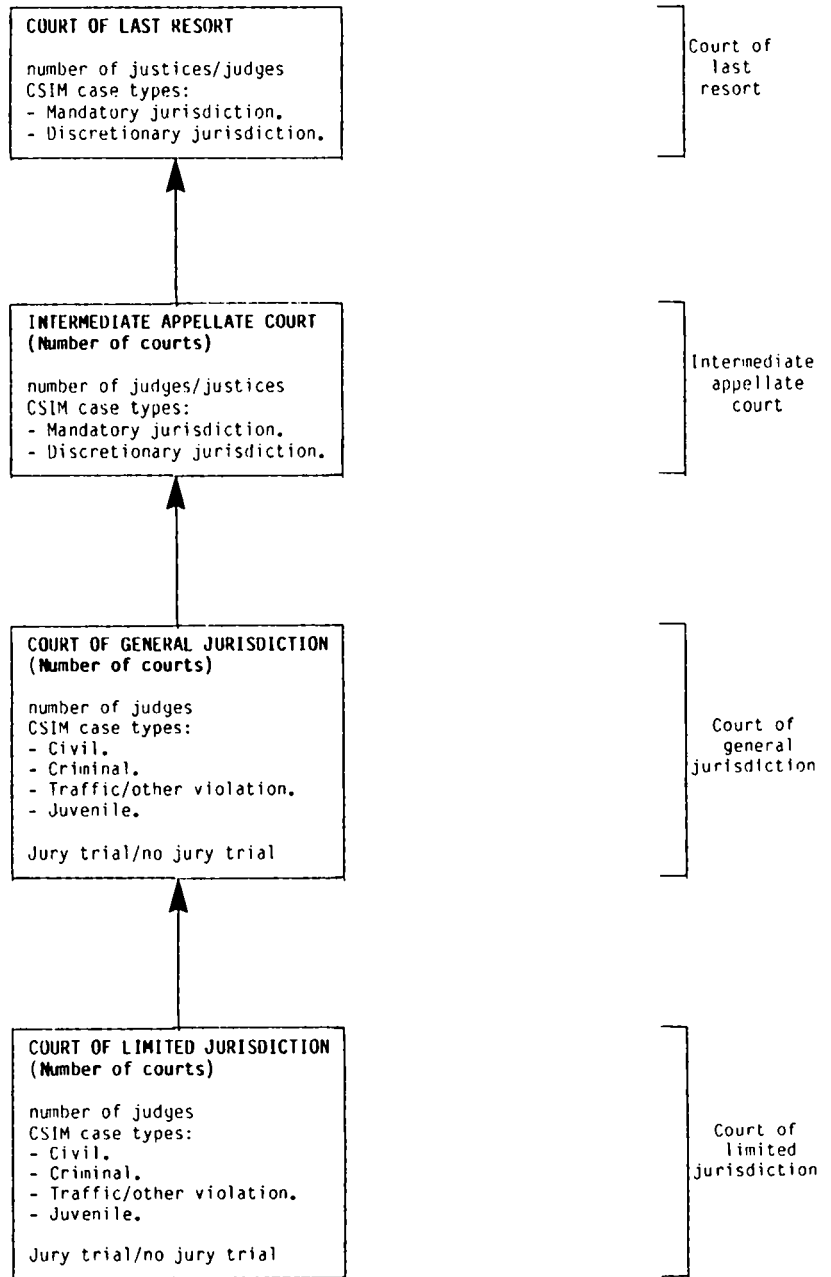 COURT OF LAST RESORT
number of justices/judges
CSIM case types:
- Mandatory jurisdiction.
- Discretionary jurisdiction.
Court of
last
resort
INTERMEDIATE APPELLATE COURT
(Number of courts)
number of judges/justices
CSIM case types:
- Mandatory jurisdiction.
- Discretionary jurisdiction.
Intermediate
appellate
court
COURT OF GENERAL JURISDICTION
(Number of courts)
number of judges
CSIM case types:
- Civil.
- Criminal.
- Traffic/other violation.
- Juvenile.
Jury trial/no jury trial
Court of
general
jurisdiction
COURT OF LIMITED JURISDICTION
(Number of courts)
number of judges
CSIM case types:
- Civil.
- Criminal.
- Traffic/other violation.
- Juvenile.
Jury trial/no jury trial
Court of
limited
jurisdiction